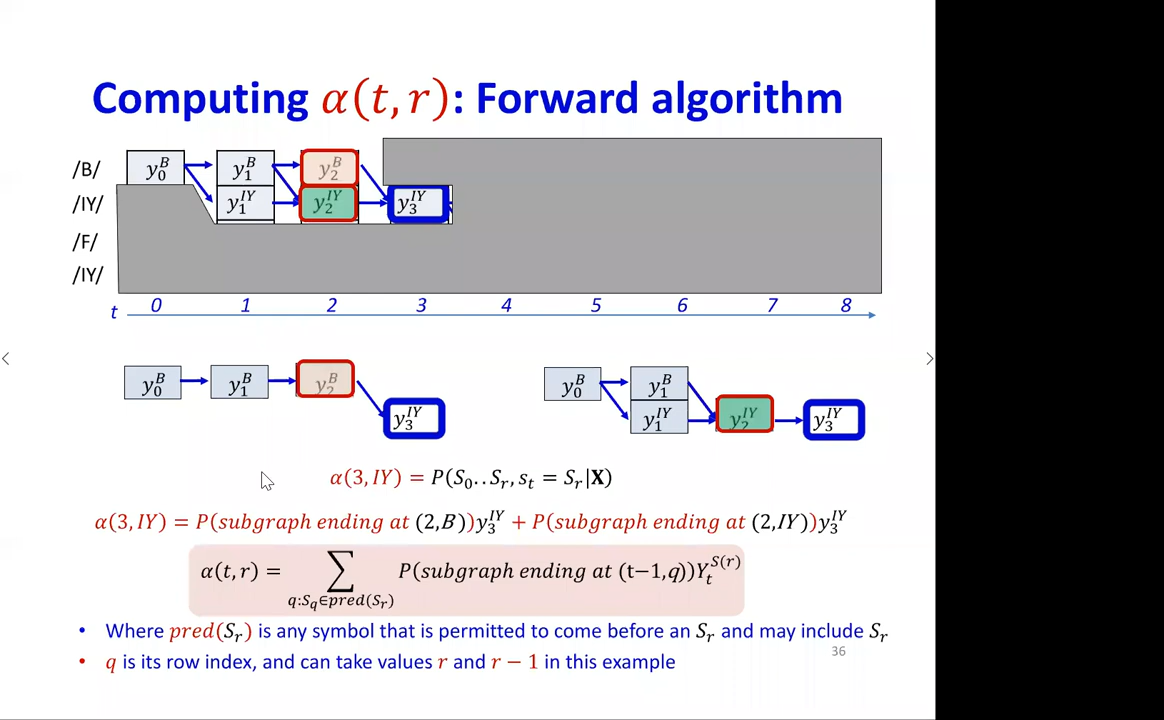 Computing α(t, r): Forward algorithm
/B/ y_0^B y_1^B y_2^B
/IY/ y_1^IY y_2^IY y_3^IY
/F/
/IY/
t 0 1 2 3 4 5 6 7 8
y_0^B y_1^B y_2^B y_0^B y_1^B
y_3^IY y_1^IY y_2^IY y_3^IY
α(3, IY) = P(S_0..S_r, s_t = S_r|X)
α(3, IY) = P(subgraph ending at (2, B))y_3^IY + P(subgraph ending at (2, IY))y_3^IY
α(t, r) = ∑ P(subgraph ending at (t−1, q))Y_t^S(r)
q:S_q∈pred(S_r)
• Where pred(S_r) is any symbol that is permitted to come before an S_r and may include S_r
• q is its row index, and can take values r and r − 1 in this example
36